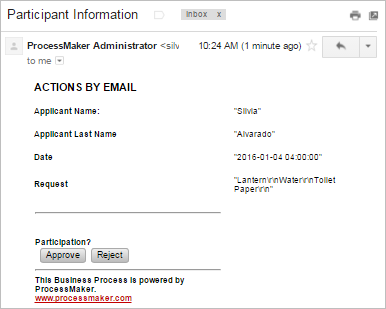 Participant Information
Inbox x
ProcessMaker Administrator <silv
10:24 AM (1 minute ago)
to me
ACTIONS BY EMAIL
Applicant Name: "Silvia"
Applicant Last Name "Alvarado"
Date "2016-01-04 04:00:00"
Request "Lantern\r\nWater\r\nToilet
Paper\r\n"
Participation?
Approve Reject
This Business Process is powered by
ProcessMaker.
www.processmaker.com